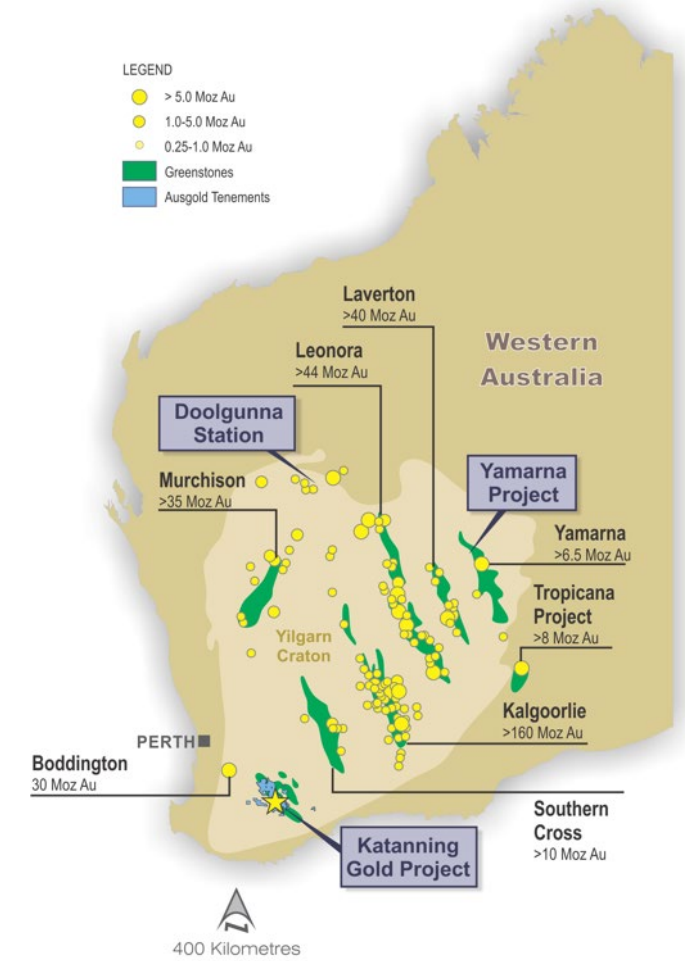 LEGEND
> 5.0 Moz Au
1.0-5.0 Moz Au
0.25-1.0 Moz Au
Greenstones
Ausgold Tenements
Laverton
>40 Moz Au
Western
Australia
Leonora
>44 Moz Au
Doolgunna
Station
Murchison
>35 Moz Au
Yamarna
Project
Yamarna
>6.5 Moz Au
Tropicana
Project
>8 Moz Au
Yilgarn
Craton
Kalgoorlie
>160 Moz Au
PERTH
Boddington
30 Moz Au
Southern
Cross
>10 Moz Au
Katanning
Gold Project
N
400 Kilometres